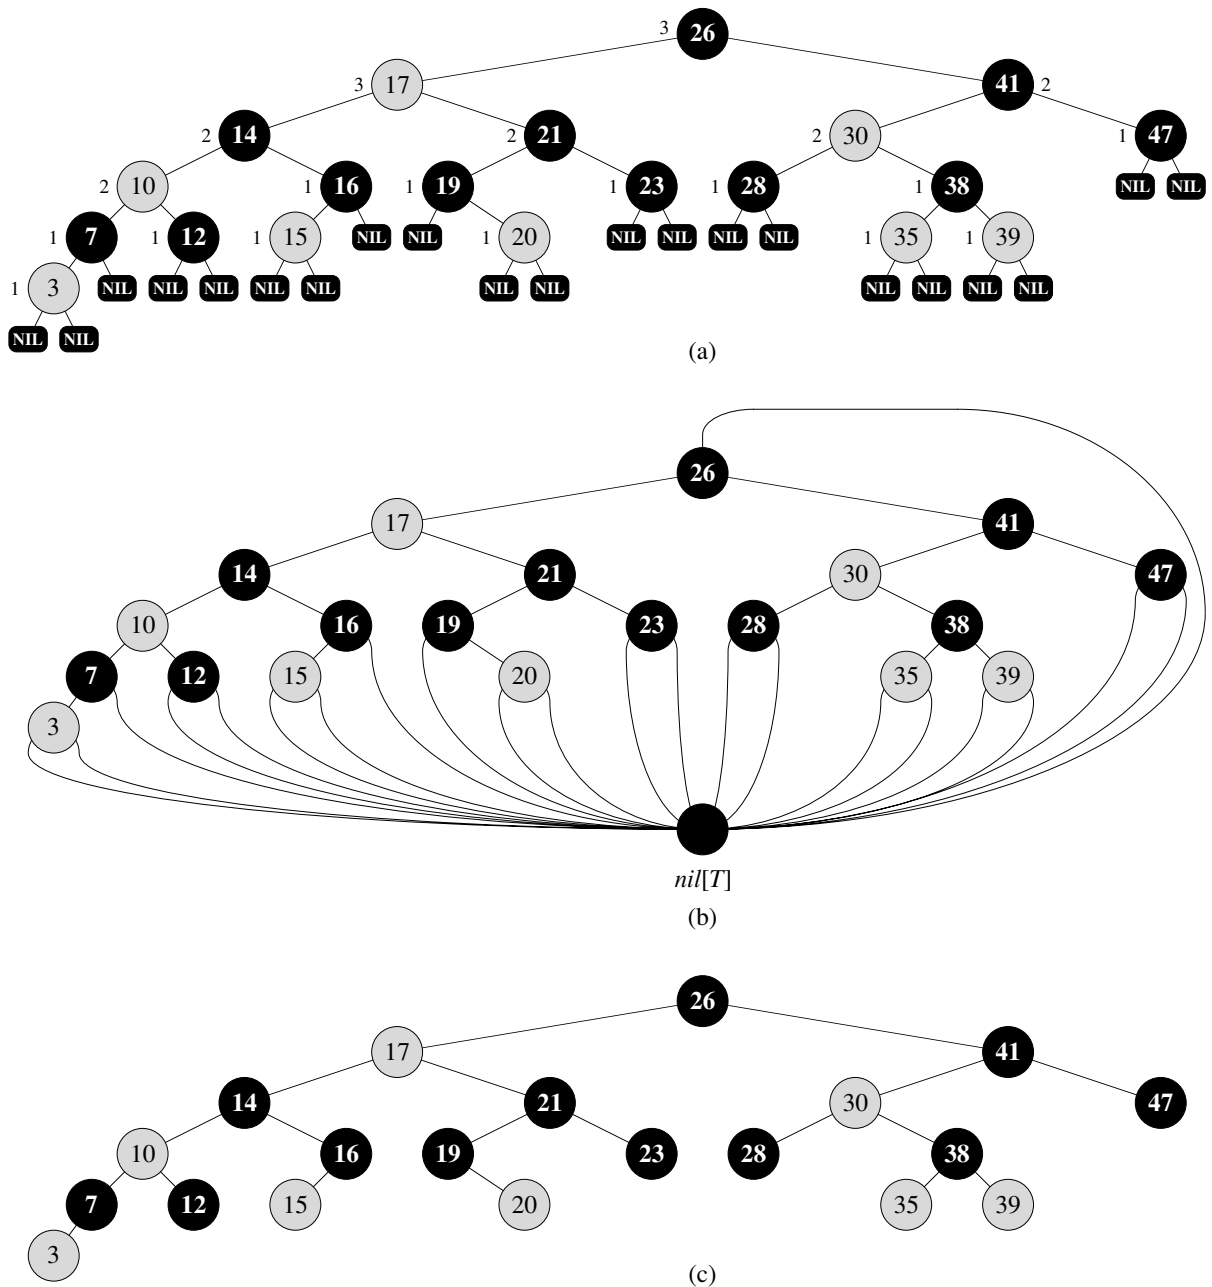 3 26
3 17 41 2
2 14 2 21 2 30 1 47
2 10 1 16 1 19 1 23 1 28 1 38 NIL NIL
1 7 1 12 1 15 NIL NIL 1 20 NIL NIL NIL NIL 1 35 1 39
1 3 NIL NIL NIL NIL NIL NIL NIL NIL NIL NIL NIL
NIL NIL
(a)
26
17 41
14 21 30 47
10 16 19 23 28 38
7 12 15 20 35 39
3
nil[T]
(b)
26
17 41
14 21 30 47
10 16 19 23 28 38
7 12 15 20 35 39
3
(c)